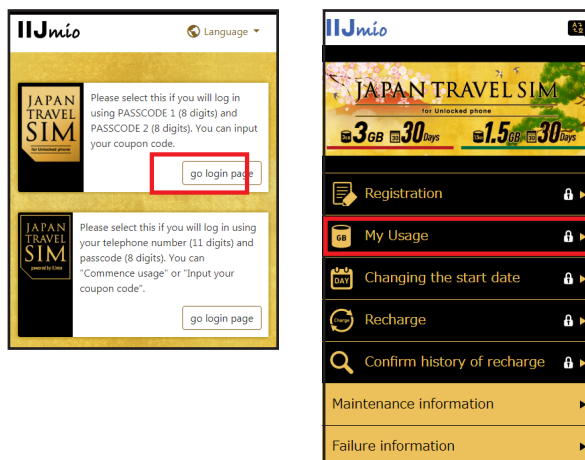 IIJmio
Language
JAPAN
TRAVEL
SIM
for Unlocked phone
Please select this if you will log in
using PASSCODE 1 (8 digits) and
PASSCODE 2 (8 digits). You can input
your coupon code.
go login page
JAPAN
TRAVEL
SIM
powered by IIJmio
Please select this if you will log in using
your telephone number (11 digits) and
passcode (8 digits). You can
"Commence usage" or "Input your
coupon code".
go login page
IIJmio
JAPAN TRAVEL SIM
for Unlocked phone
3GB 30Days
1.5GB 30Days
Registration
GB My Usage
DAY Changing the start date
Charge Recharge
Confirm history of recharge
Maintenance information
Failure information